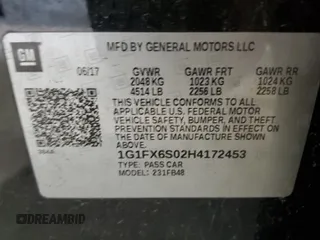 GM
MFD BY GENERAL MOTORS LLC
06/17 GVWR GAWR FRT GAWR RR
2048 KG 1023 KG 1024 KG
4514 LB 2256 LB 2258 LB
THIS VEHICLE CONFORMS TO ALL
APPLICABLE U.S. FEDERAL MOTOR
VEHICLE SAFETY, BUMPER, AND THEFT
PREVENTION STANDARDS IN EFFECT ON
THE DATE OF MANUFACTURE SHOWN
ABOVE.
1G1FX6S02H4172453
TYPE: PASS CAR
MODEL: 231FB48
DREAMBID